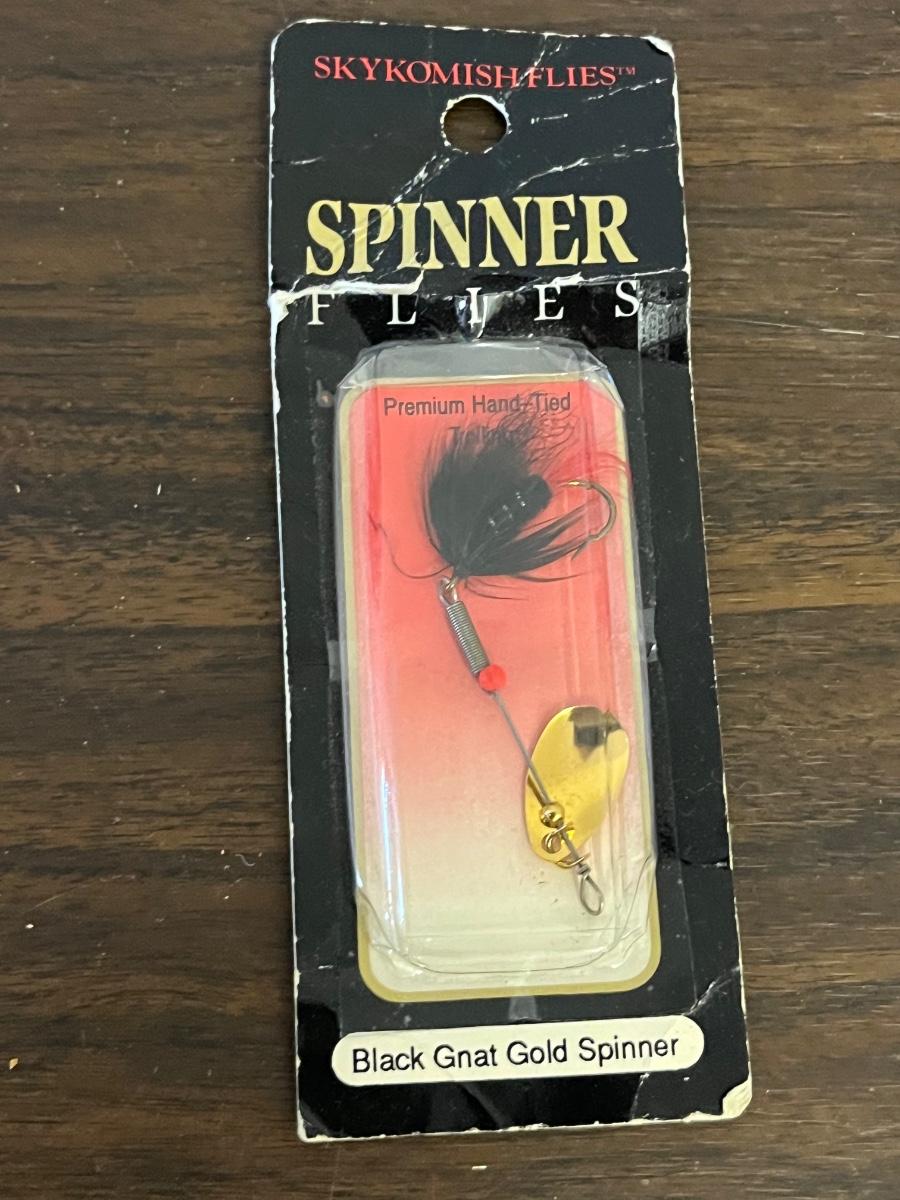 SKYKOMISH FLIES™
SPINNER
FLIES
Premium Hand-Tied
Black Gnat Gold Spinner